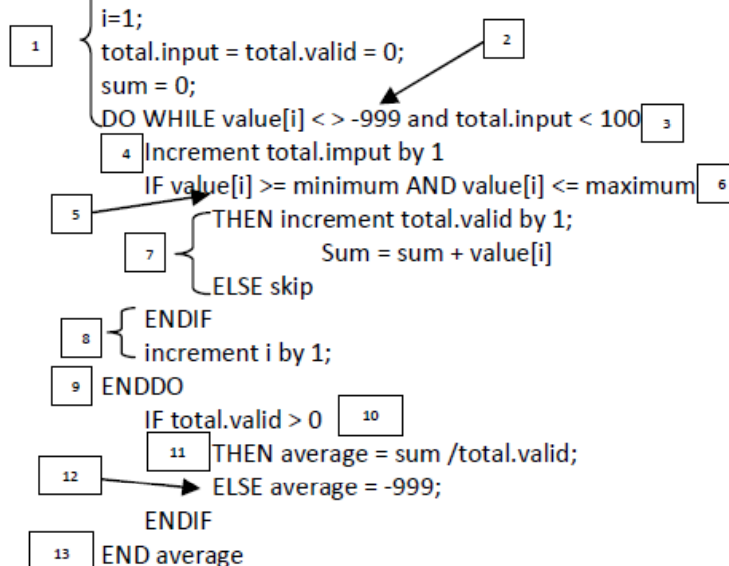 i=1;
1 total.input = total.valid = 0; 2
sum = 0;
DO WHILE value[i] < > -999 and total.input < 100 3
4 Increment total.imput by 1
IF value[i] >= minimum AND value[i] <= maximum 6
5 THEN increment total.valid by 1;
7 Sum = sum + value[i]
ELSE skip
ENDIF
8 increment i by 1;
9 ENDDO
IF total.valid > 0 10
11 THEN average = sum /total.valid;
12 ELSE average = -999;
ENDIF
13 END average